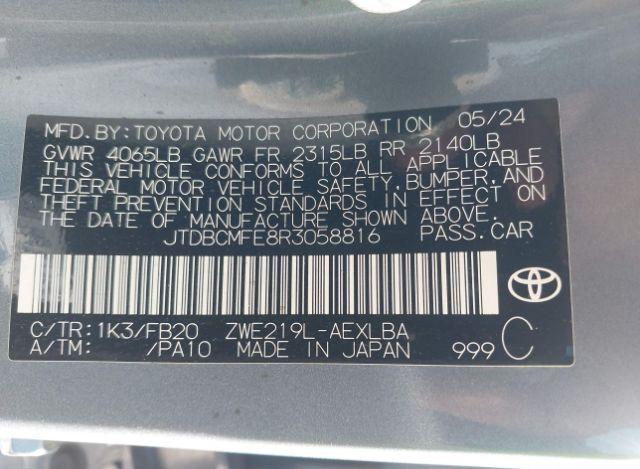 MFD.BY:TOYOTA MOTOR CORPORATION 05/24
GVWR 4065LB GAWR FR 2315LB RR 2140LB
THIS VEHICLE CONFORMS TO ALL APPLICABLE
FEDERAL MOTOR VEHICLE SAFETY,BUMPER,AND
THEFT PREVENTION STANDARDS IN EFFECT ON
THE DATE OF MANUFACTURE SHOWN ABOVE.
JTDBCMFE8R3058816 PASS.CAR
C/TR:1K3/FB20 ZWE219L-AEXLBA
A/TM: /PA10 MADE IN JAPAN 999 C